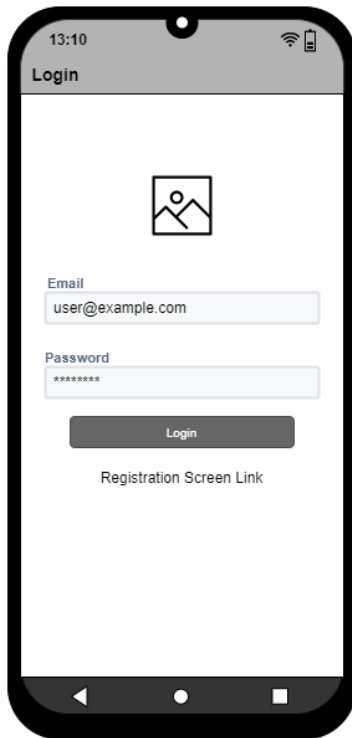 13:10
Login
Email
user@example.com
Password
********
Login
Registration Screen Link